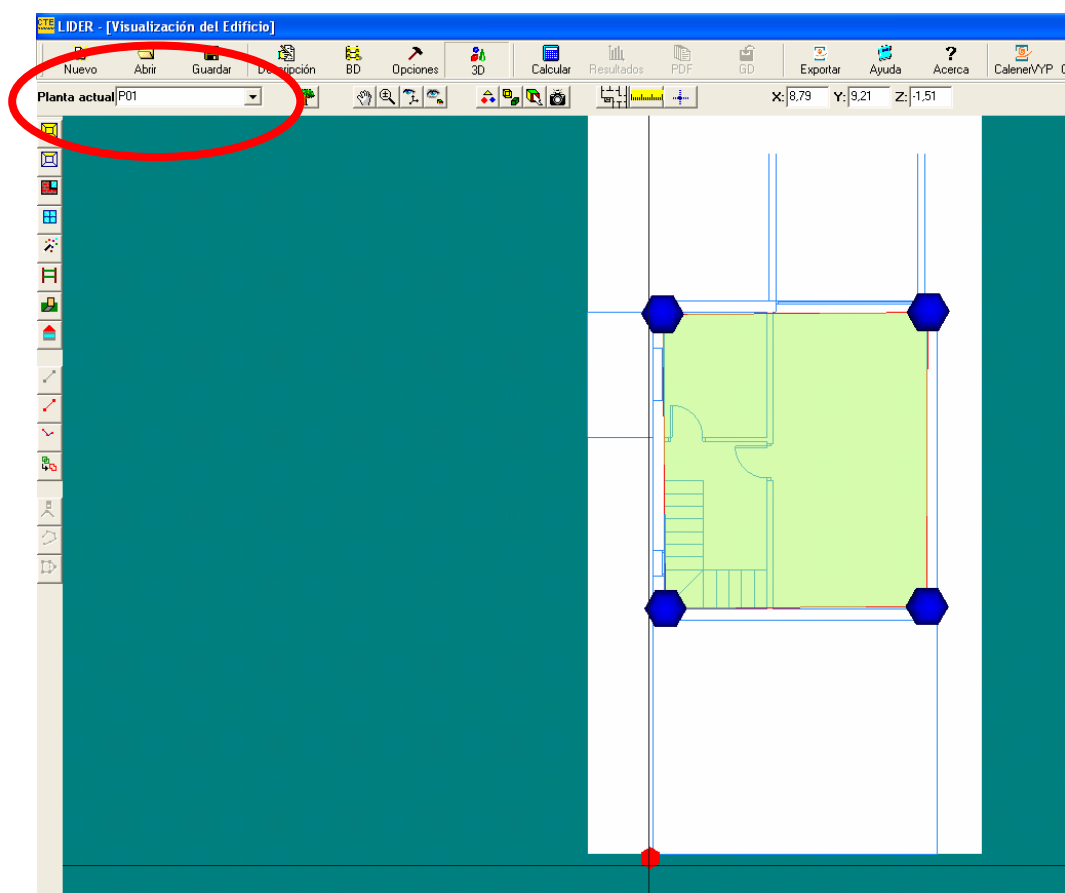 CTE LIDER - [Visualización del Edificio]
Nuevo Abrir Guardar Descripción BD Opciones 3D Calcular Resultados PDF GD Exportar Ayuda Acerca CalenerVYP
Planta actual P01 X: 8,79 Y: 9,21 Z: -1,51